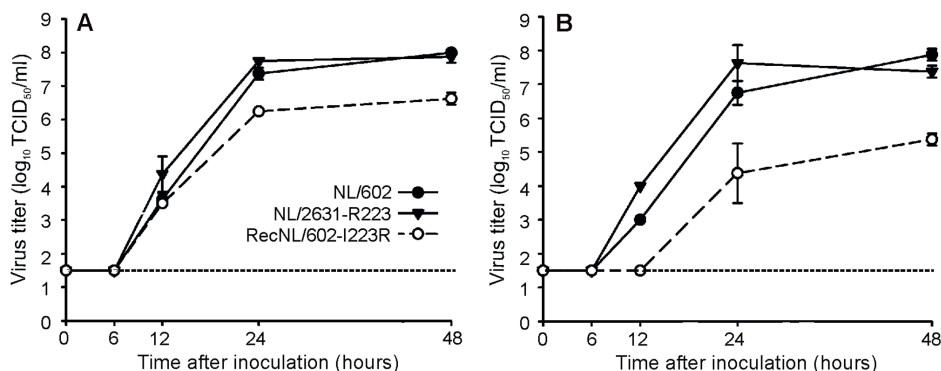 A
Virus titer (log₁₀ TCID₅₀/ml)
9
8
7
6
5
4
3
2
1
0
NL/602
NL/2631-R223
RecNL/602-I223R
0 6 12 24 48
Time after inoculation (hours)
B
Virus titer (log₁₀ TCID₅₀/ml)
9
8
7
6
5
4
3
2
1
0
0 6 12 24 48
Time after inoculation (hours)